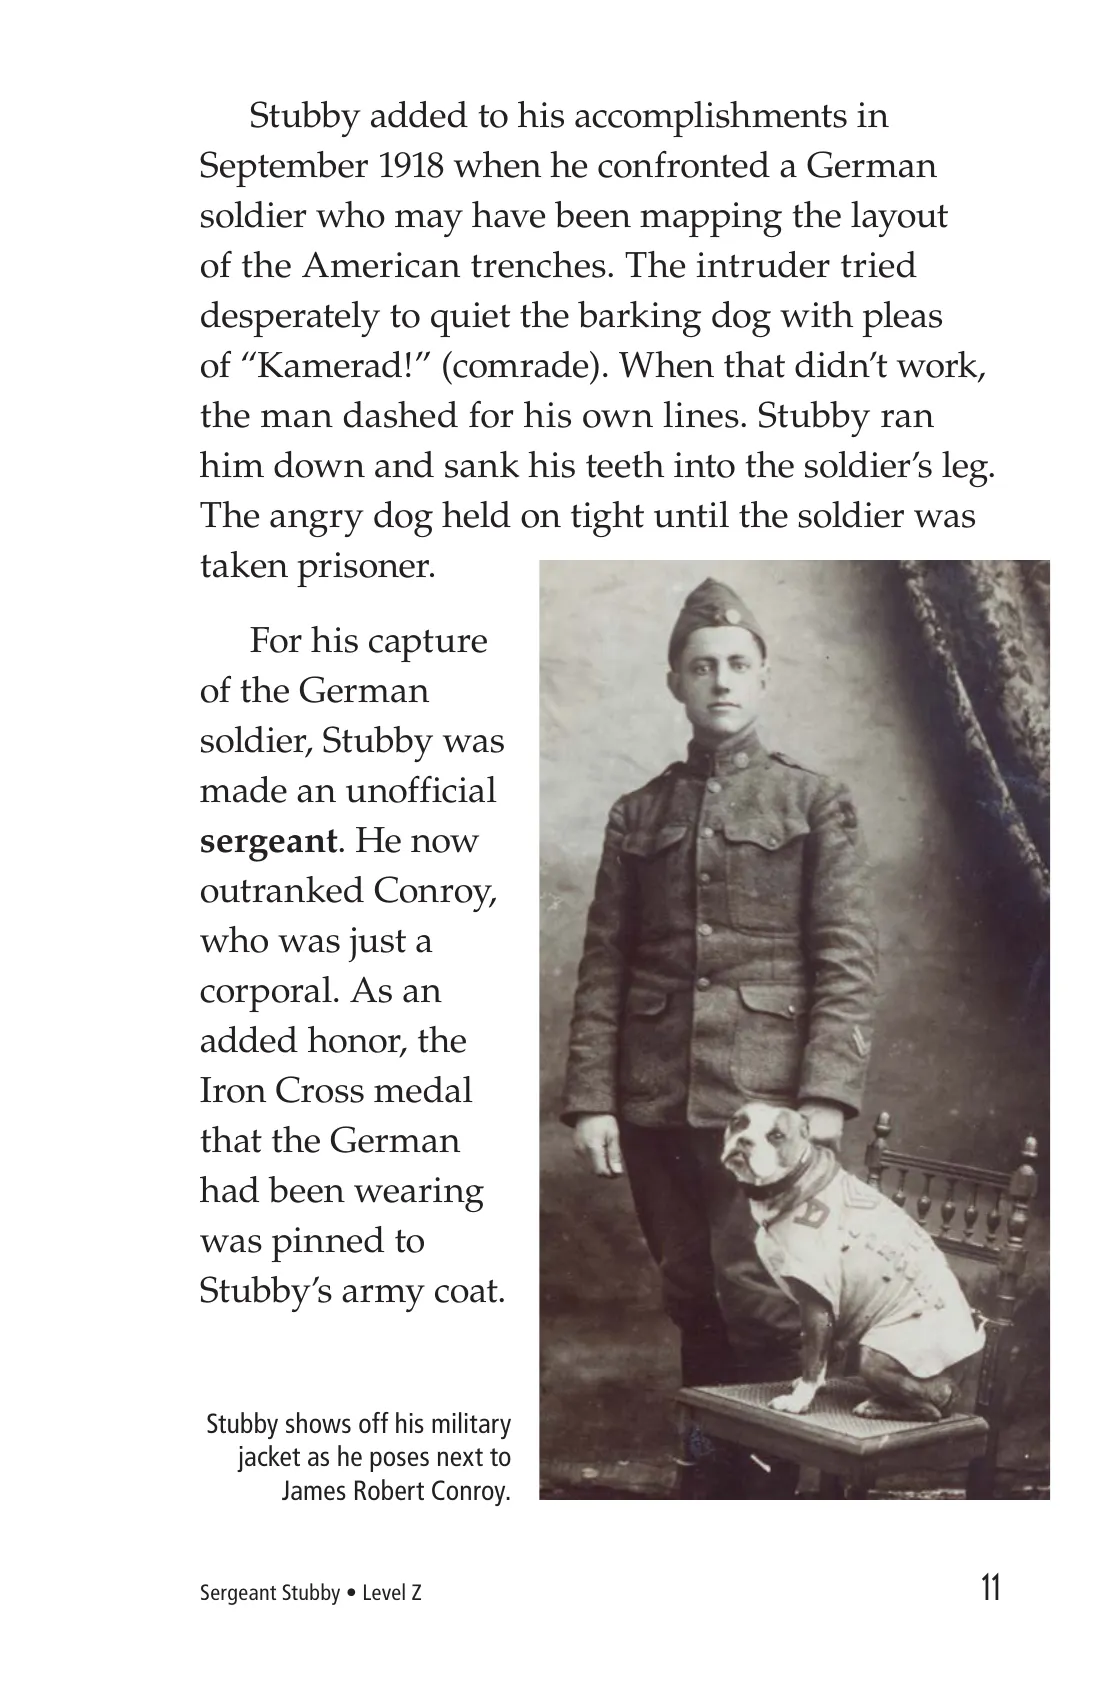 Stubby added to his accomplishments in
September 1918 when he confronted a German
soldier who may have been mapping the layout
of the American trenches. The intruder tried
desperately to quiet the barking dog with pleas
of “Kamerad!” (comrade). When that didn’t work,
the man dashed for his own lines. Stubby ran
him down and sank his teeth into the soldier’s leg.
The angry dog held on tight until the soldier was
taken prisoner.
For his capture
of the German
soldier, Stubby was
made an unofficial
sergeant. He now
outranked Conroy,
who was just a
corporal. As an
added honor, the
Iron Cross medal
that the German
had been wearing
was pinned to
Stubby’s army coat.
Stubby shows off his military
jacket as he poses next to
James Robert Conroy.
Sergeant Stubby • Level Z
11